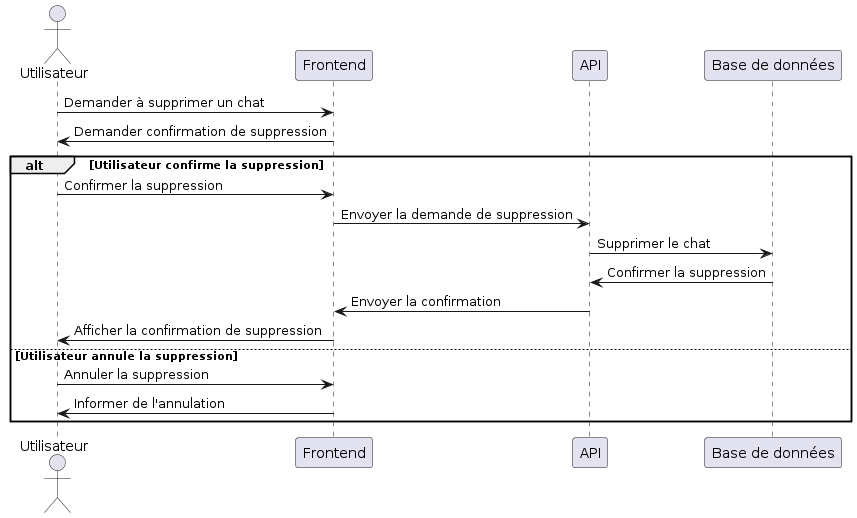 Utilisateur
Frontend
API
Base de données
Demander à supprimer un chat
Demander confirmation de suppression
alt
[Utilisateur confirme la suppression]
Confirmer la suppression
Envoyer la demande de suppression
Supprimer le chat
Confirmer la suppression
Envoyer la confirmation
Afficher la confirmation de suppression
[Utilisateur annule la suppression]
Annuler la suppression
Informer de l'annulation
Utilisateur
Frontend
API
Base de données